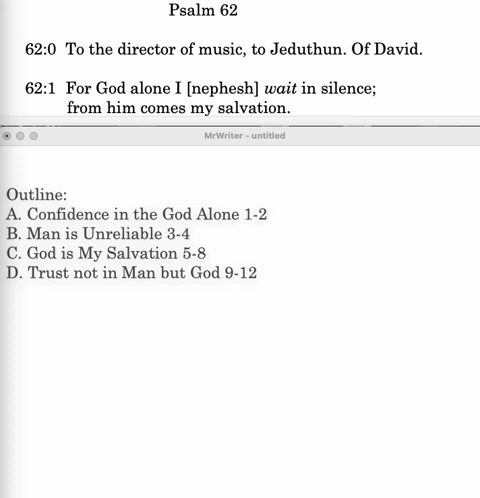 Psalm 62
62:0 To the director of music, to Jeduthun. Of David.
62:1 For God alone I [nephesh] wait in silence;
from him comes my salvation.
MrWriter - untitled
Outline:
A. Confidence in the God Alone 1-2
B. Man is Unreliable 3-4
C. God is My Salvation 5-8
D. Trust not in Man but God 9-12